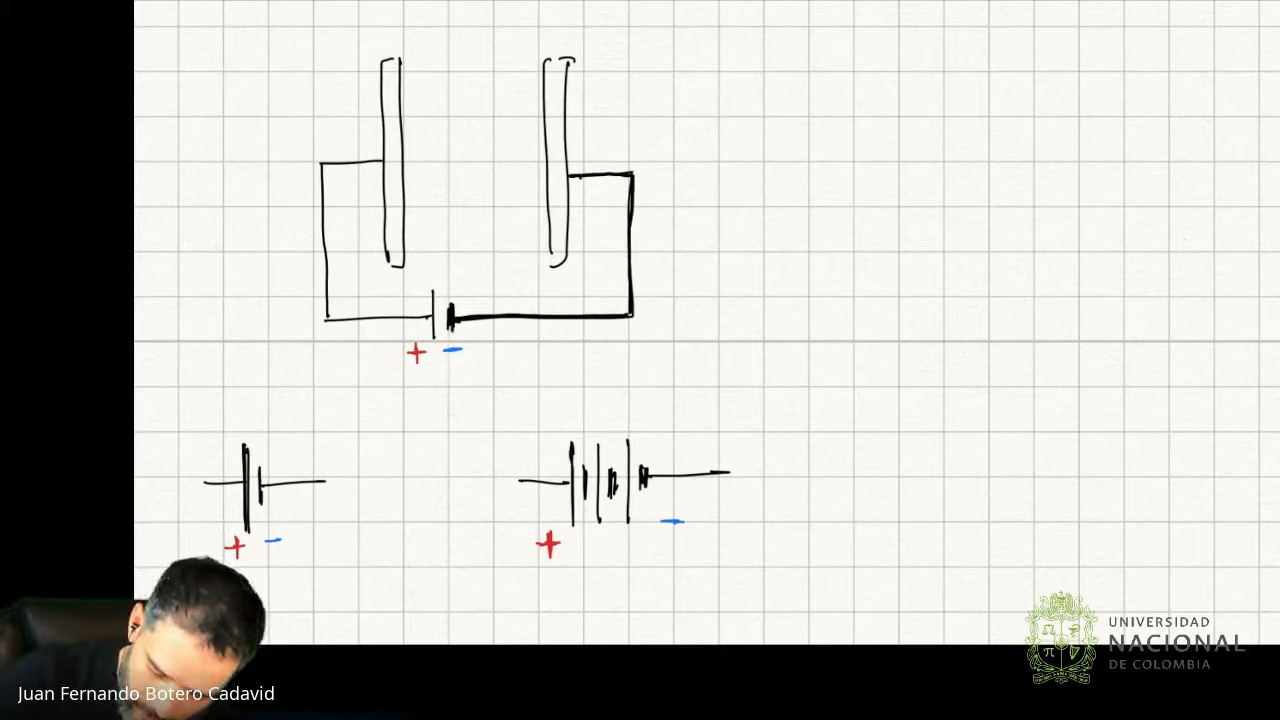 + −
+ −
+ −
UNIVERSIDAD
NACIONAL
DE COLOMBIA
Juan Fernando Botero Cadavid